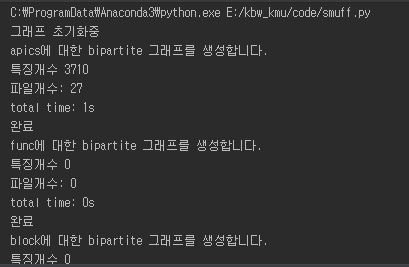 C:₩ProgramData₩Anaconda3₩python.exe E:/kbw_kmu/code/smuff.py
그래프 초기화중
apics에 대한 bipartite 그래프를 생성합니다.
특징개수 3710
파일개수: 27
total time: 1s
완료
func에 대한 bipartite 그래프를 생성합니다.
특징개수 0
파일개수: 0
total time: 0s
완료
block에 대한 bipartite 그래프를 생성합니다.
특징개수 0